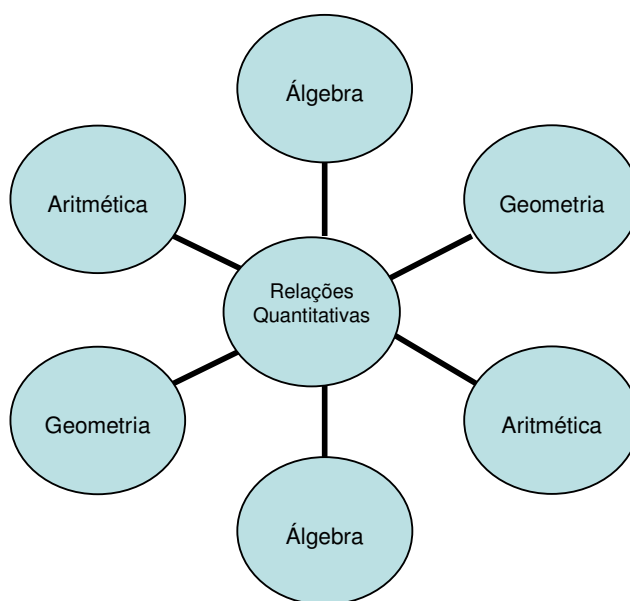 Álgebra
Aritmética
Geometria
Relações
Quantitativas
Geometria
Aritmética
Álgebra